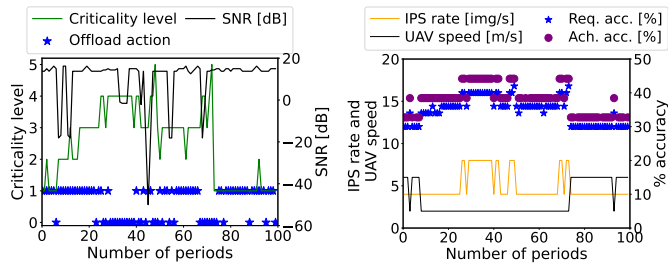 Criticality level SNR [dB]
Offload action
5
4
3
2
1
0
Criticality level
20
0
−20
−40
−60
SNR [dB]
0 20 40 60 80 100
Number of periods
IPS rate [img/s] Req. acc. [%]
UAV speed [m/s] Ach. acc. [%]
20
15
10
5
0
IPS rate and
UAV speed
50
40
30
20
10
0
% accuracy
0 20 40 60 80 100
Number of periods